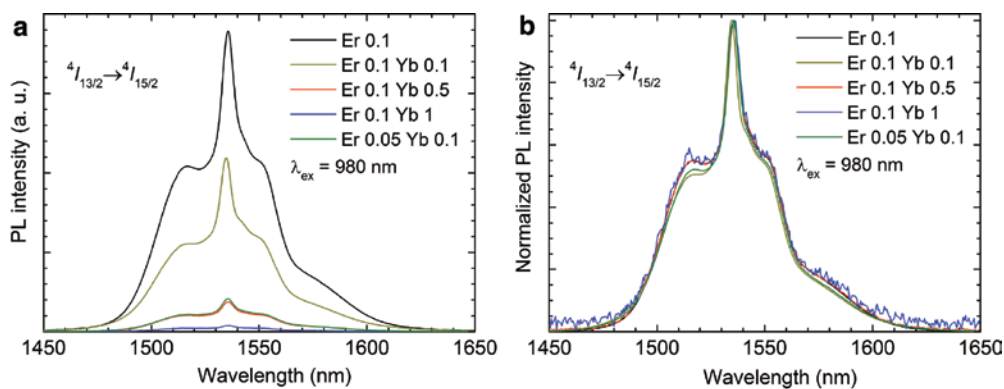 a
PL intensity (a. u.)
⁴I₁₃/₂→⁴I₁₅/₂
Er 0.1
Er 0.1 Yb 0.1
Er 0.1 Yb 0.5
Er 0.1 Yb 1
Er 0.05 Yb 0.1
λex = 980 nm
1450 1500 1550 1600 1650
Wavelength (nm)
b
Normalized PL intensity
⁴I₁₃/₂→⁴I₁₅/₂
Er 0.1
Er 0.1 Yb 0.1
Er 0.1 Yb 0.5
Er 0.1 Yb 1
Er 0.05 Yb 0.1
λex = 980 nm
1450 1500 1550 1600 1650
Wavelength (nm)